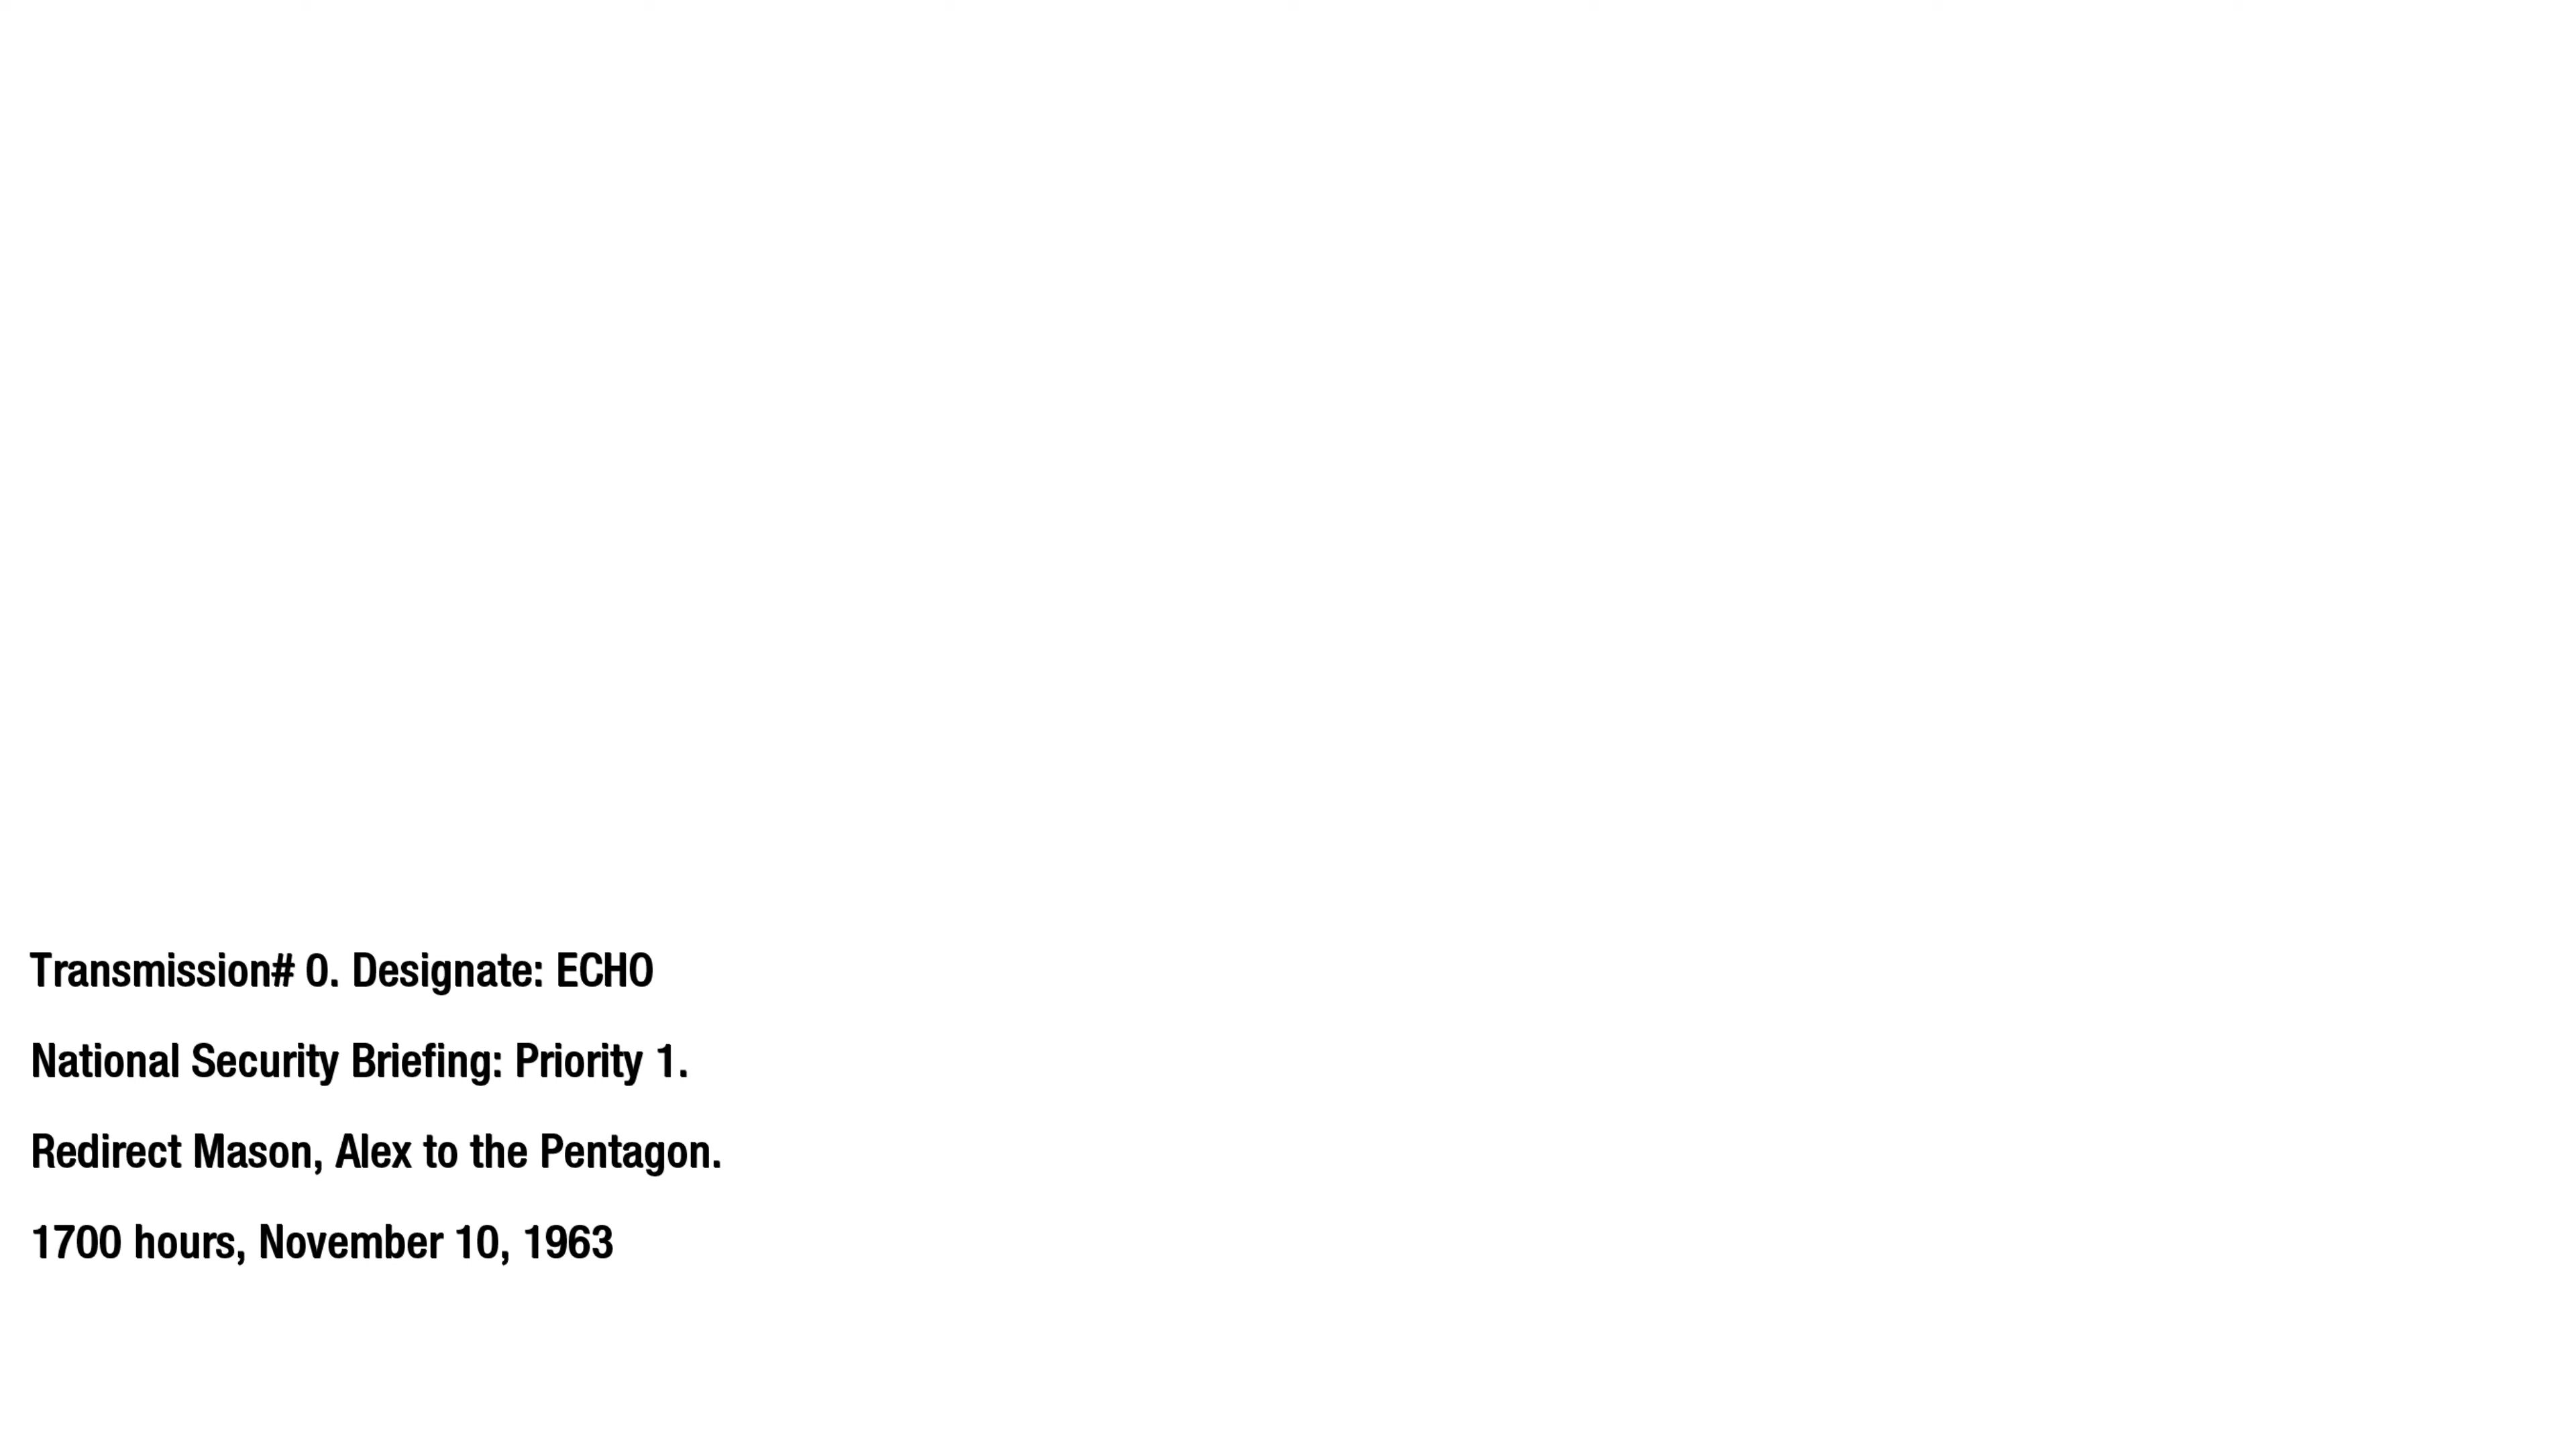 Transmission# 0. Designate: ECHO
National Security Briefing: Priority 1.
Redirect Mason, Alex to the Pentagon.
1700 hours, November 10, 1963